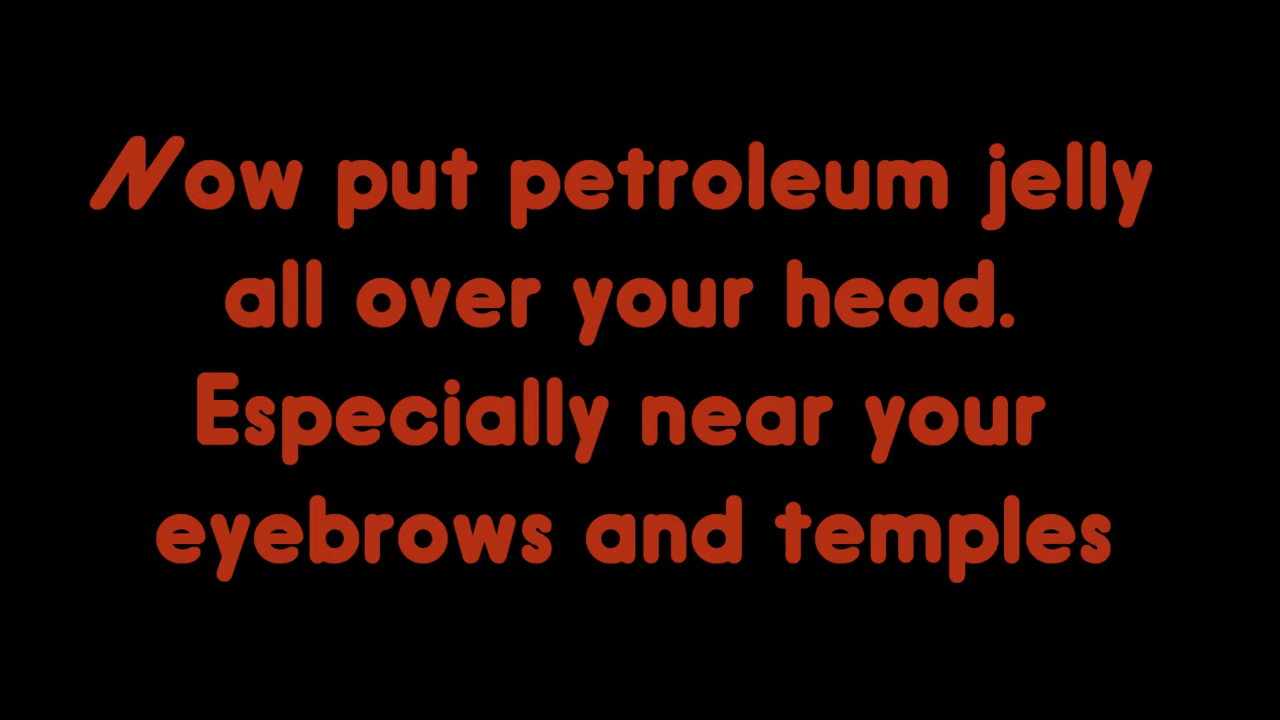 Now put petroleum jelly
all over your head.
Especially near your
eyebrows and temples